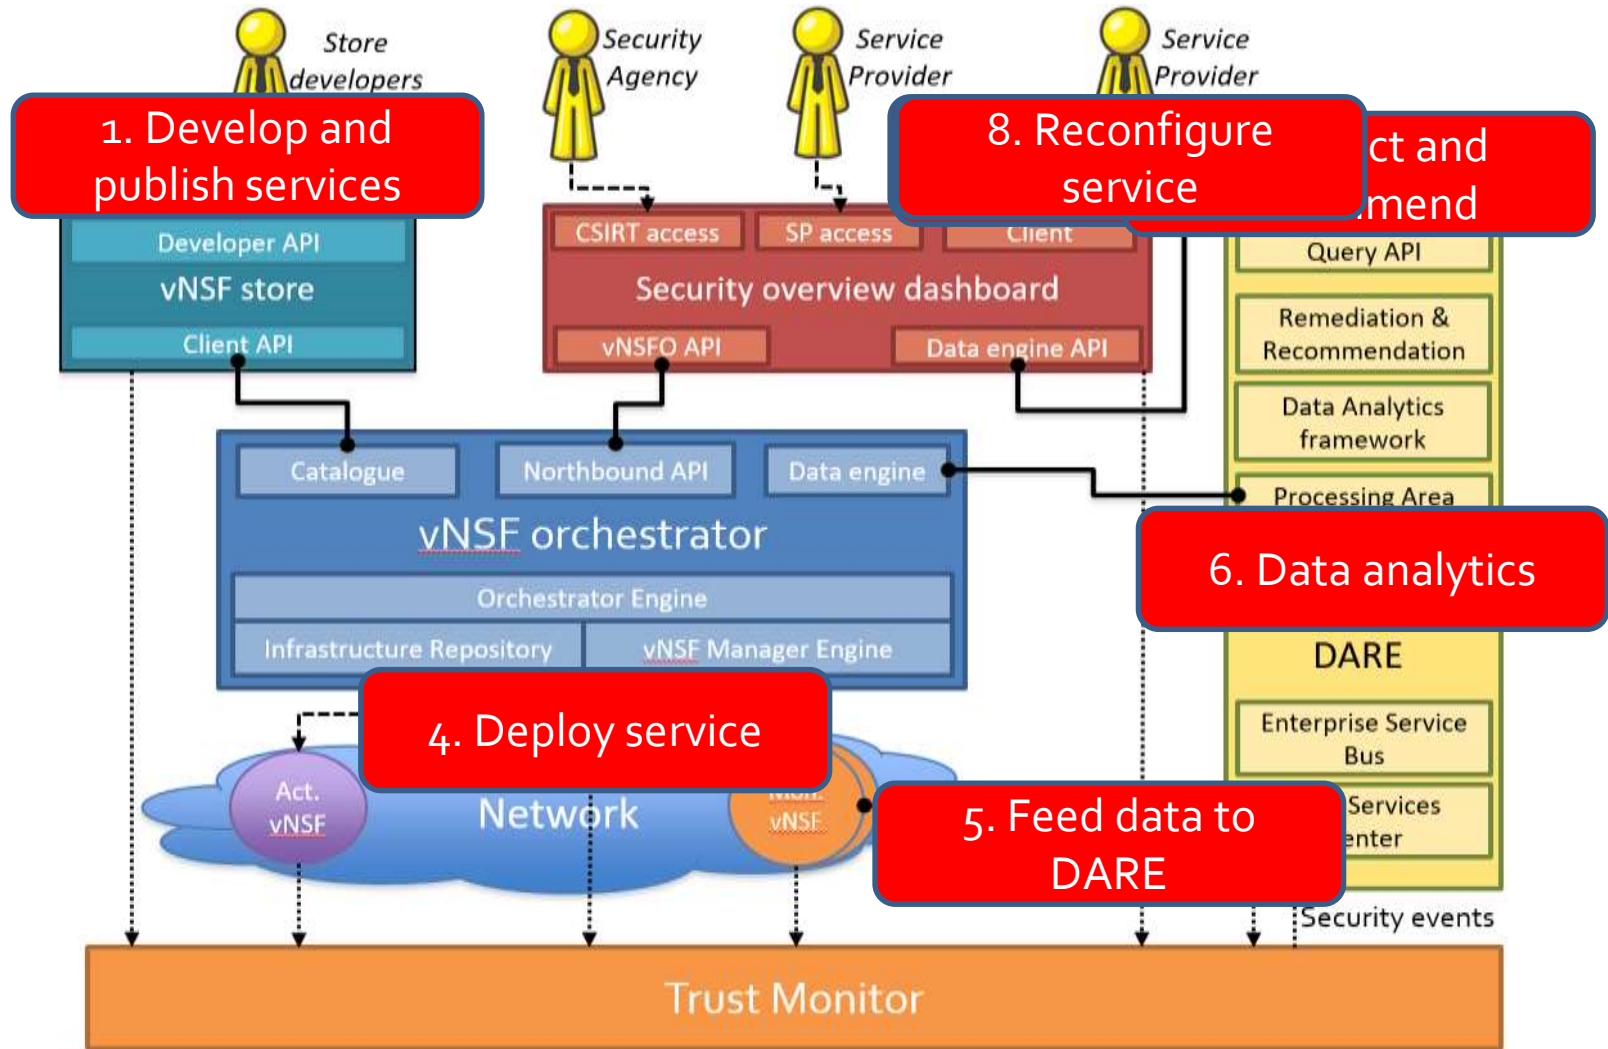 Store
developers
Security
Agency
Service
Provider
Service
Provider
1. Develop and
publish services
8. Reconfigure
service
ct and
mend
Developer API
vNSF store
Client API
CSIRT access
SP access
Client
Security overview dashboard
vNSFO API
Data engine API
Query API
Remediation &
Recommendation
Data Analytics
framework
Processing Area
Catalogue
Northbound API
Data engine
vNSF orchestrator
Orchestrator Engine
Infrastructure Repository
vNSF Manager Engine
6. Data analytics
DARE
4. Deploy service
Enterprise Service
Bus
Act.
vNSF
Network
Mon.
vNSF
5. Feed data to
DARE
Services
enter
Security events
Trust Monitor